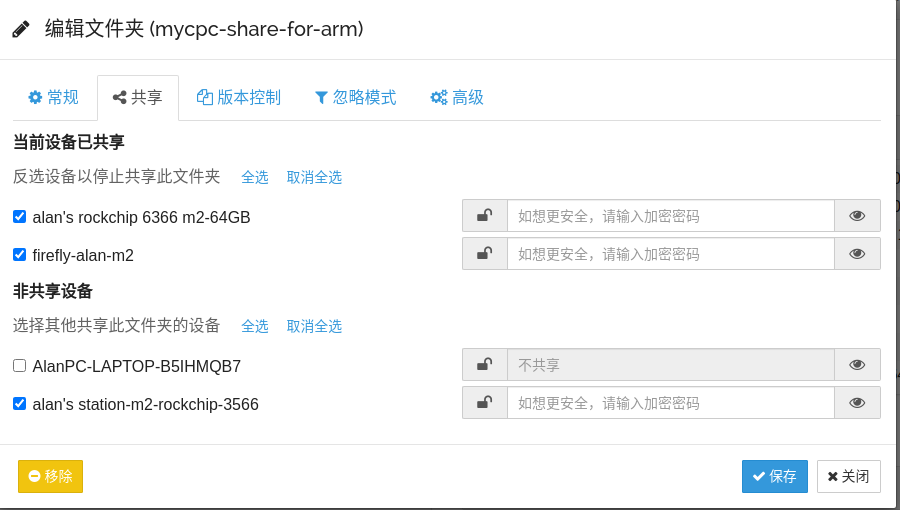 编辑文件夹 (mycpc-share-for-arm)
常规 共享 版本控制 忽略模式 高级
当前设备已共享
反选设备以停止共享此文件夹 全选 取消全选
alan's rockchip 6366 m2-64GB 如想更安全，请输入加密密码
firefly-alan-m2 如想更安全，请输入加密密码
非共享设备
选择其他共享此文件夹的设备 全选 取消全选
AlanPC-LAPTOP-B5IHMQB7 不共享
alan's station-m2-rockchip-3566 如想更安全，请输入加密密码
移除 保存 关闭